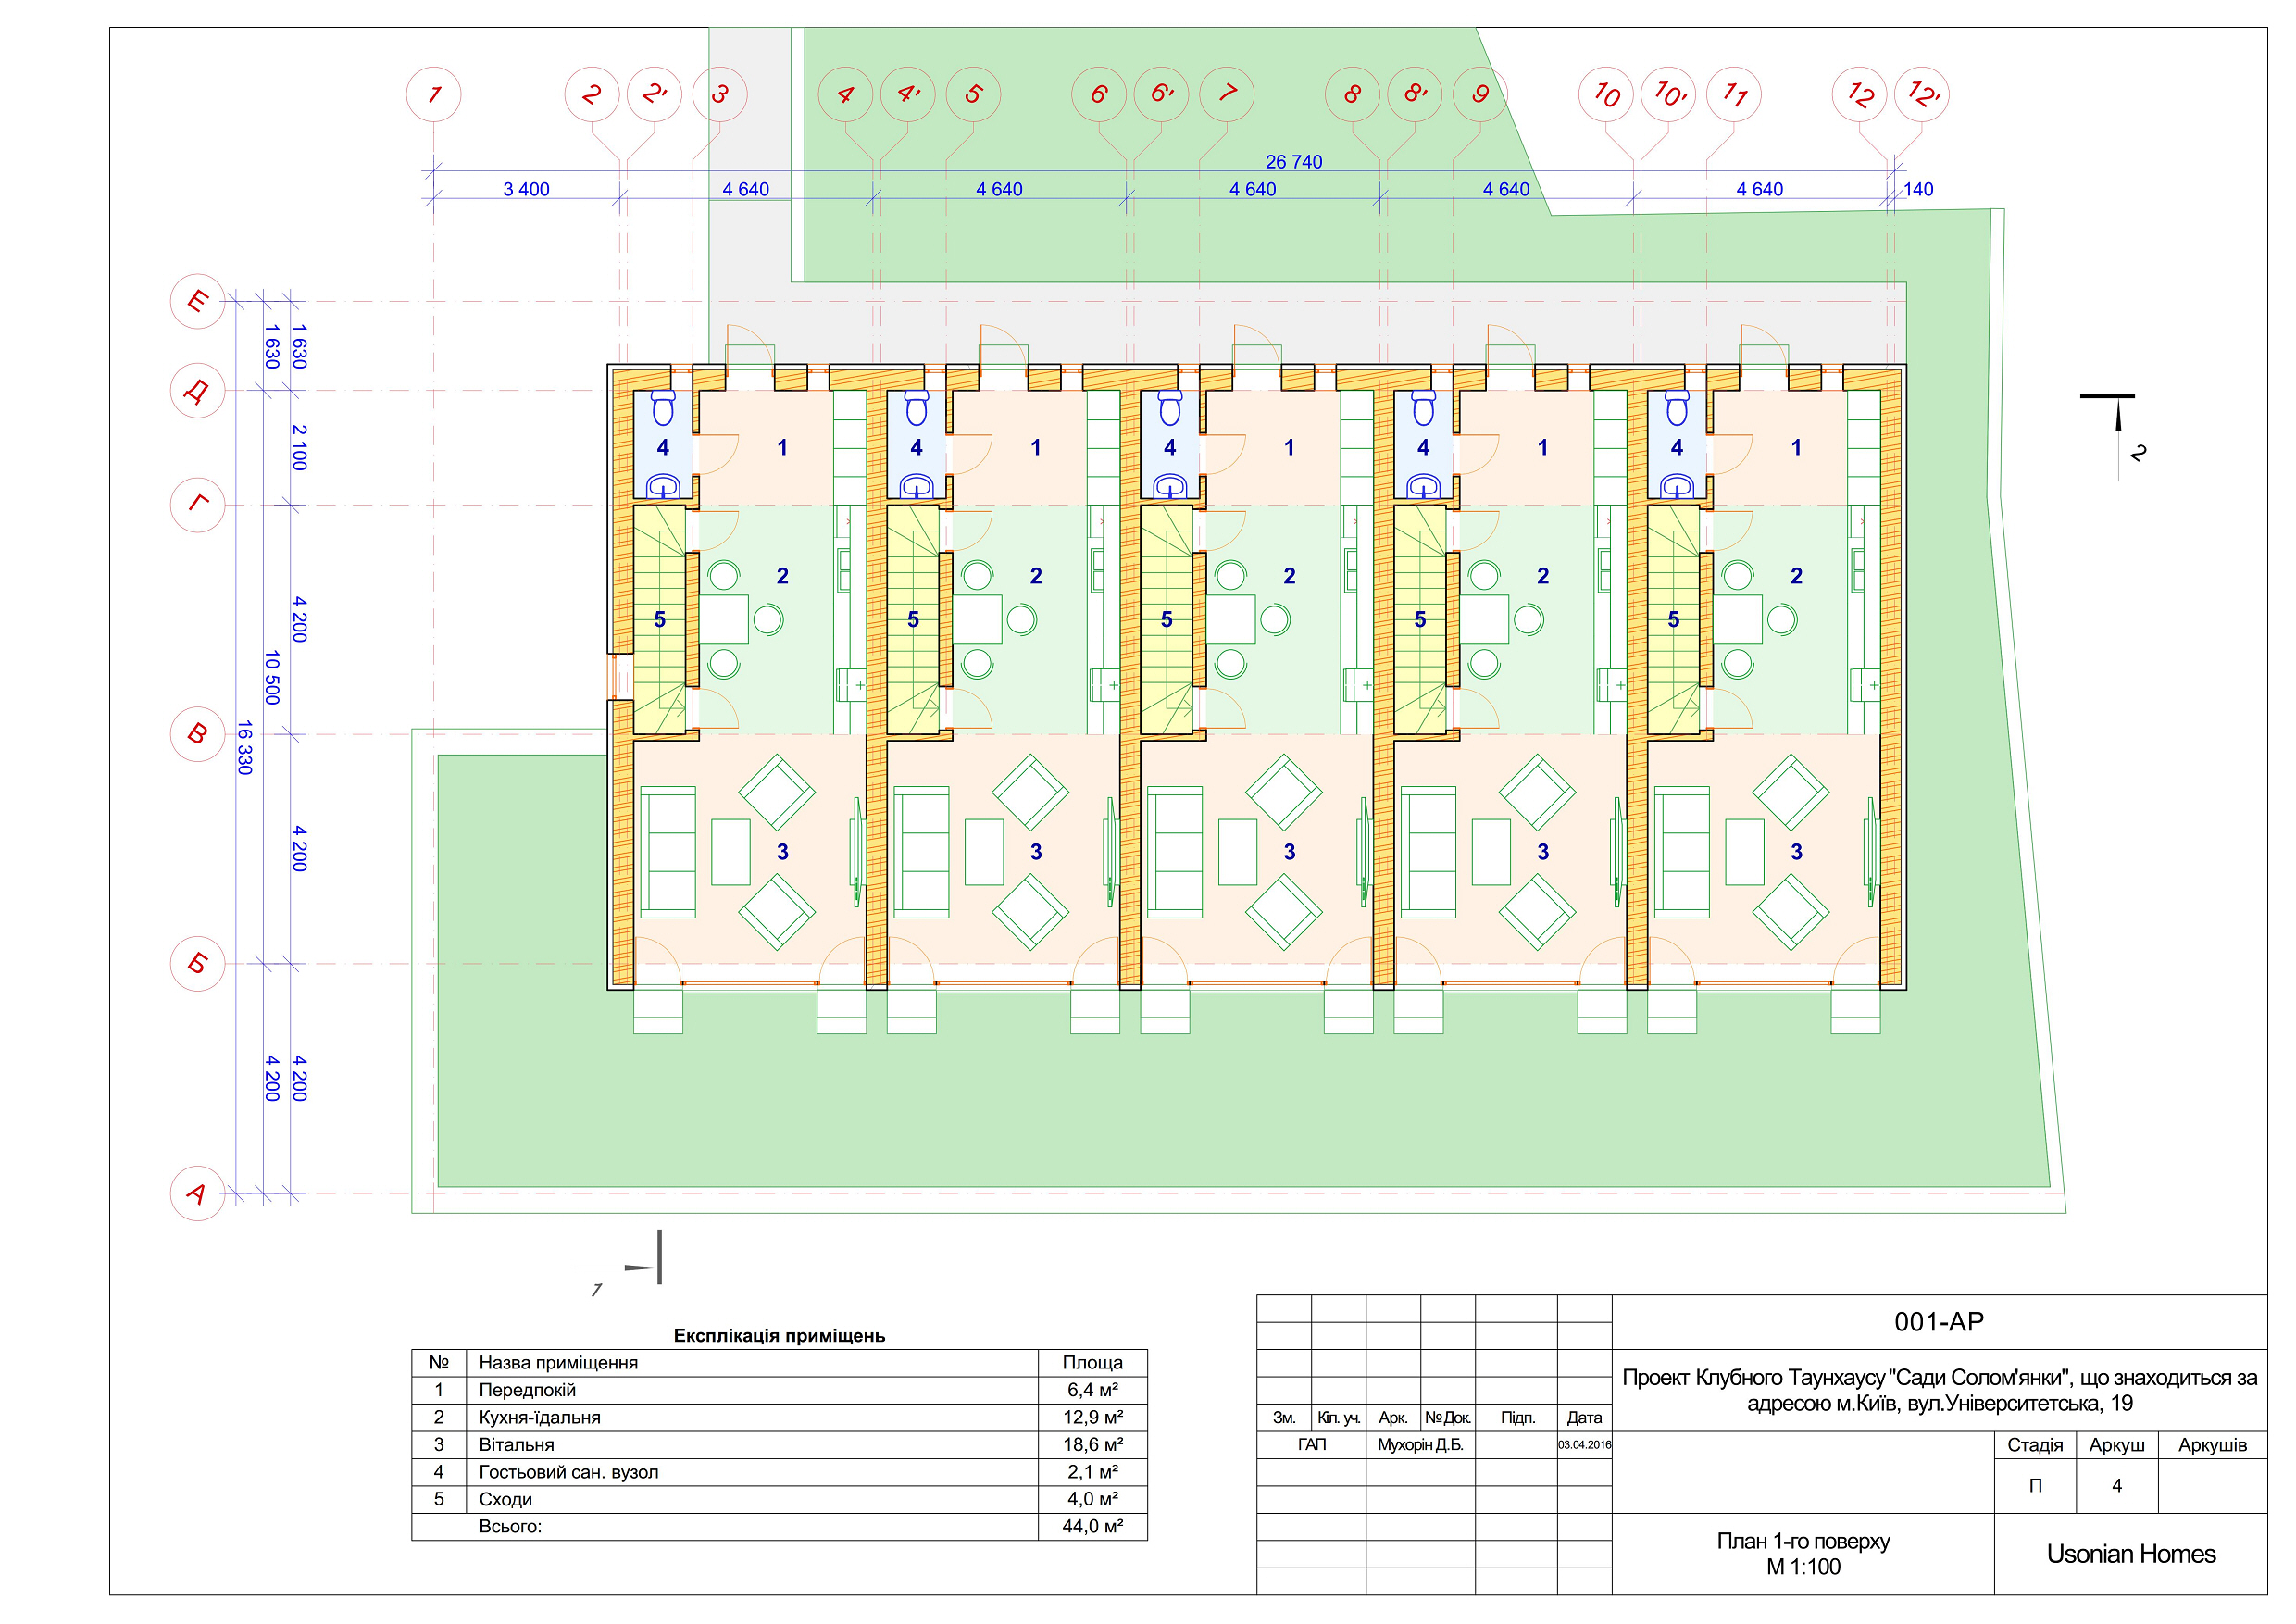 1 2 2' 3 4 4' 5 6 6' 7 8 8' 9 10 10' 11 12 12'
26 740
3 400 4 640 4 640 4 640 4 640 4 640 140
Е
1 630 1 630
Д
2 100
Г
4 200
10 500
16 330
В
4 200
Б
4 200 4 200
А
4 1 4 1 4 1 4 1 4 1
2
2 2 2 2 2
5 5 5 5 5
3 3 3 3 3
1
Експлікація приміщень
№ Назва приміщення Площа
1 Передпокій 6,4 м²
2 Кухня-їдальня 12,9 м²
3 Вітальня 18,6 м²
4 Гостьовий сан. вузол 2,1 м²
5 Сходи 4,0 м²
Всього: 44,0 м²
001-АР
Проект Клубного Таунхаусу "Сади Солом'янки", що знаходиться за
адресою м.Київ, вул.Університетська, 19
Зм. Кіл. уч. Арк. №Док. Підп. Дата
ГАП Мухорін Д.Б. 03.04.2016
Стадія Аркуш Аркушів
П 4
План 1-го поверху
М 1:100
Usonian Homes